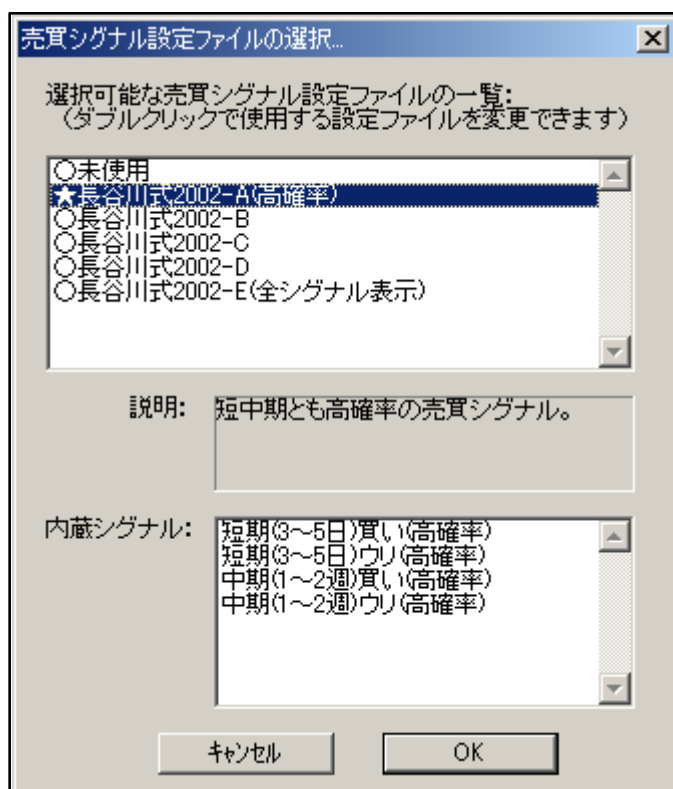 売買シグナル設定ファイルの選択...
選択可能な売買シグナル設定ファイルの一覧:
(ダブルクリックで使用する設定ファイルを変更できます)
○未使用
★長谷川式2002-A(高確率)
○長谷川式2002-B
○長谷川式2002-C
○長谷川式2002-D
○長谷川式2002-E(全シグナル表示)
説明:
短中期とも高確率の売買シグナル。
内蔵シグナル:
短期(3~5日)買い(高確率)
短期(3~5日)ウリ(高確率)
中期(1~2週)買い(高確率)
中期(1~2週)ウリ(高確率)
キャンセル
OK